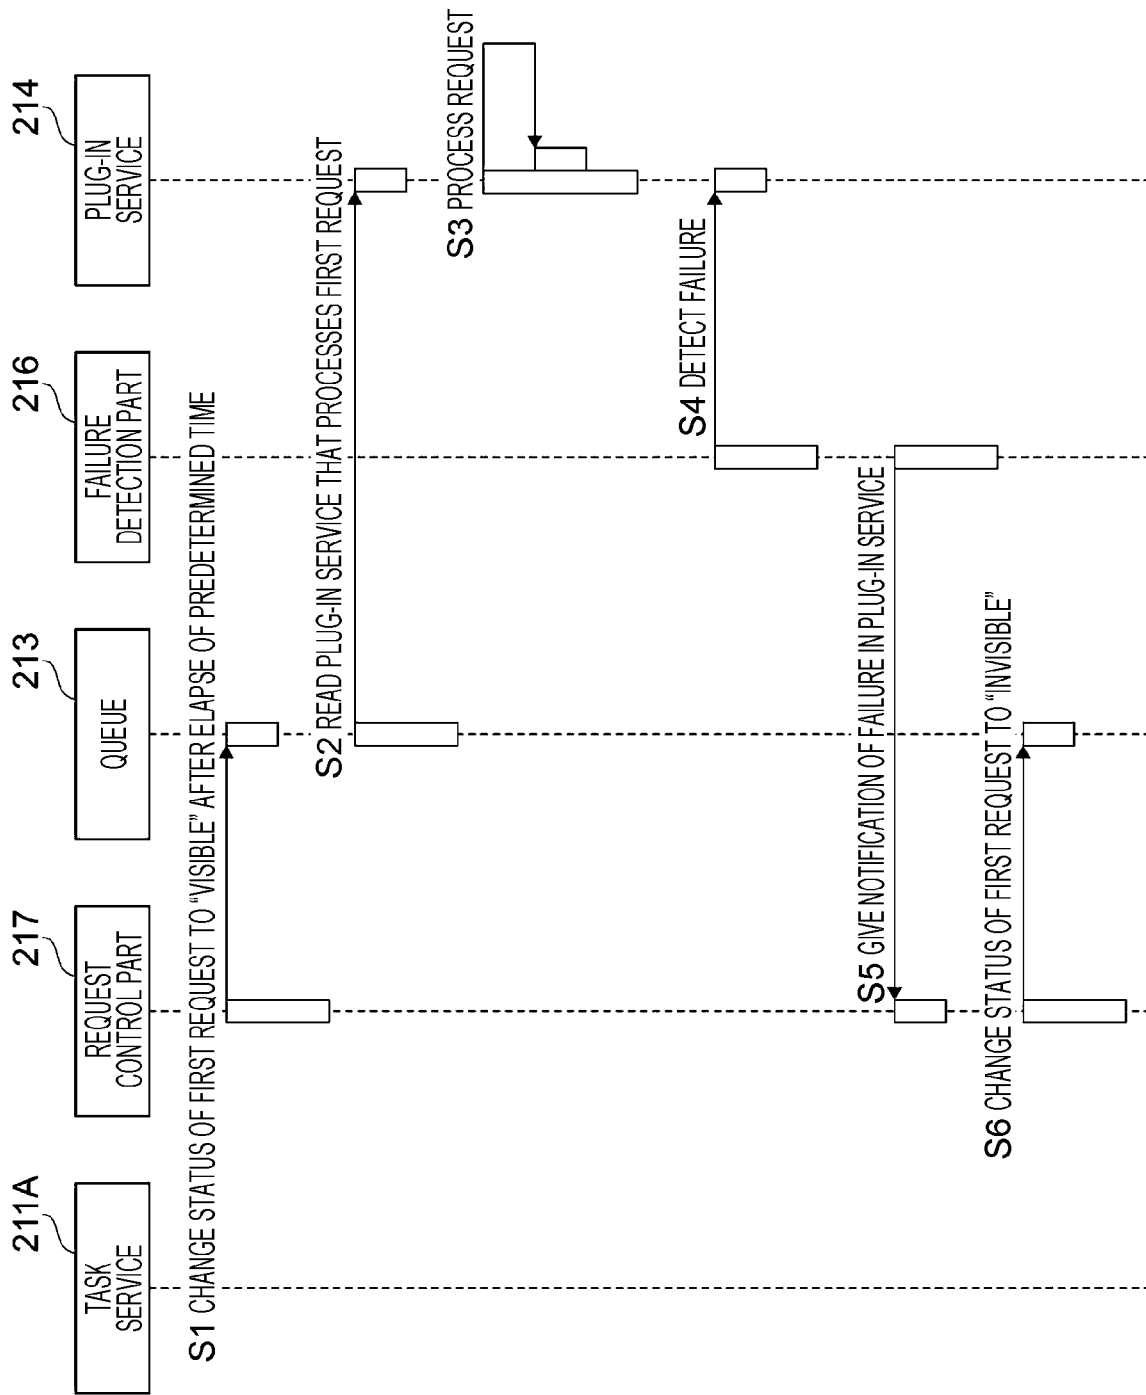 211A
TASK
SERVICE
217
REQUEST
CONTROL PART
213
QUEUE
216
FAILURE
DETECTION PART
214
PLUG-IN
SERVICE
S1 CHANGE STATUS OF FIRST REQUEST TO “VISIBLE” AFTER ELAPSE OF PREDETERMINED TIME
S2 READ PLUG-IN SERVICE THAT PROCESSES FIRST REQUEST
S3 PROCESS REQUEST
S4 DETECT FAILURE
S5 GIVE NOTIFICATION OF FAILURE IN PLUG-IN SERVICE
S6 CHANGE STATUS OF FIRST REQUEST TO “INVISIBLE”